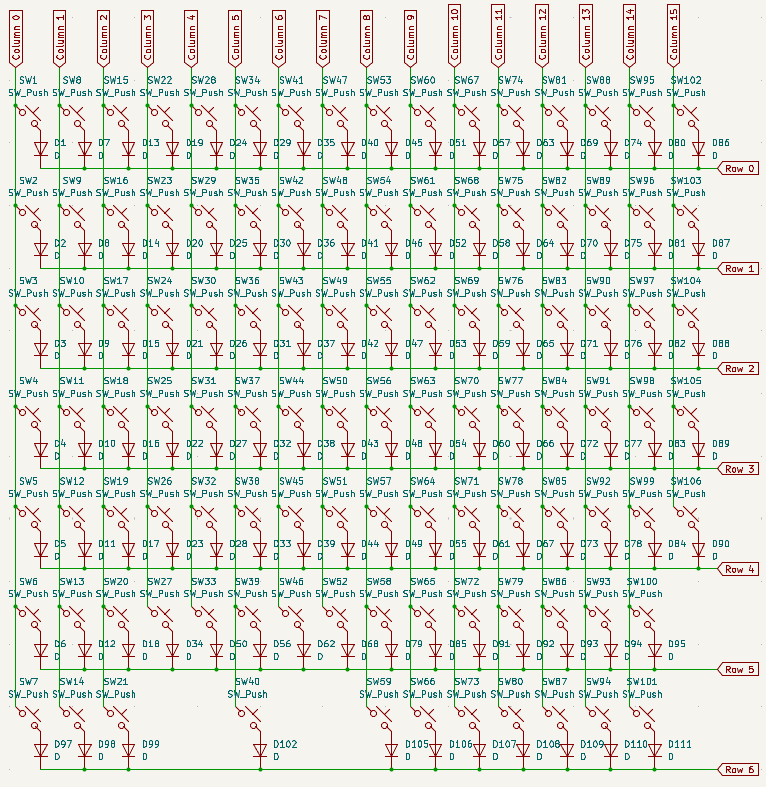 Column 0 Column 1 Column 2 Column 3 Column 4 Column 5 Column 6 Column 7 Column 8 Column 9 Column 10 Column 11 Column 12 Column 13 Column 14 Column 15
SW1 SW8 SW15 SW22 SW28 SW34 SW41 SW47 SW53 SW60 SW67 SW74 SW81 SW88 SW95 SW102
SW_Push SW_Push SW_Push SW_Push SW_Push SW_Push SW_Push SW_Push SW_Push SW_Push SW_Push SW_Push SW_Push SW_Push SW_Push SW_Push
D1 D7 D13 D19 D24 D29 D35 D40 D45 D51 D57 D63 D69 D74 D80 D86
D D D D D D D D D D D D D D D D
Row 0
SW2 SW9 SW16 SW23 SW29 SW35 SW42 SW48 SW54 SW61 SW68 SW75 SW82 SW89 SW96 SW103
SW_Push SW_Push SW_Push SW_Push SW_Push SW_Push SW_Push SW_Push SW_Push SW_Push SW_Push SW_Push SW_Push SW_Push SW_Push SW_Push
D2 D8 D14 D20 D25 D30 D36 D41 D46 D52 D58 D64 D70 D75 D81 D87
D D D D D D D D D D D D D D D D
Row 1
SW3 SW10 SW17 SW24 SW30 SW36 SW43 SW49 SW55 SW62 SW69 SW76 SW83 SW90 SW97 SW104
SW_Push SW_Push SW_Push SW_Push SW_Push SW_Push SW_Push SW_Push SW_Push SW_Push SW_Push SW_Push SW_Push SW_Push SW_Push SW_Push
D3 D9 D15 D21 D26 D31 D37 D42 D47 D53 D59 D65 D71 D76 D82 D88
D D D D D D D D D D D D D D D D
Row 2
SW4 SW11 SW18 SW25 SW31 SW37 SW44 SW50 SW56 SW63 SW70 SW77 SW84 SW91 SW98 SW105
SW_Push SW_Push SW_Push SW_Push SW_Push SW_Push SW_Push SW_Push SW_Push SW_Push SW_Push SW_Push SW_Push SW_Push SW_Push SW_Push
D4 D10 D16 D22 D27 D32 D38 D43 D48 D54 D60 D66 D72 D77 D83 D89
D D D D D D D D D D D D D D D D
Row 3
SW5 SW12 SW19 SW26 SW32 SW38 SW45 SW51 SW57 SW64 SW71 SW78 SW85 SW92 SW99 SW106
SW_Push SW_Push SW_Push SW_Push SW_Push SW_Push SW_Push SW_Push SW_Push SW_Push SW_Push SW_Push SW_Push SW_Push SW_Push SW_Push
D5 D11 D17 D23 D28 D33 D39 D44 D49 D55 D61 D67 D73 D78 D84 D90
D D D D D D D D D D D D D D D D
Row 4
SW6 SW13 SW20 SW27 SW33 SW39 SW46 SW52 SW58 SW65 SW72 SW79 SW86 SW93 SW100
SW_Push SW_Push SW_Push SW_Push SW_Push SW_Push SW_Push SW_Push SW_Push SW_Push SW_Push SW_Push SW_Push SW_Push SW_Push
D6 D12 D18 D34 D50 D56 D62 D68 D79 D85 D91 D92 D93 D94 D95
D D D D D D D D D D D D D D D
Row 5
SW7 SW14 SW21 SW40 SW59 SW66 SW73 SW80 SW87 SW94 SW101
SW_Push SW_Push SW_Push SW_Push SW_Push SW_Push SW_Push SW_Push SW_Push SW_Push SW_Push
D97 D98 D99 D102 D105 D106 D107 D108 D109 D110 D111
D D D D D D D D D D D
Row 6